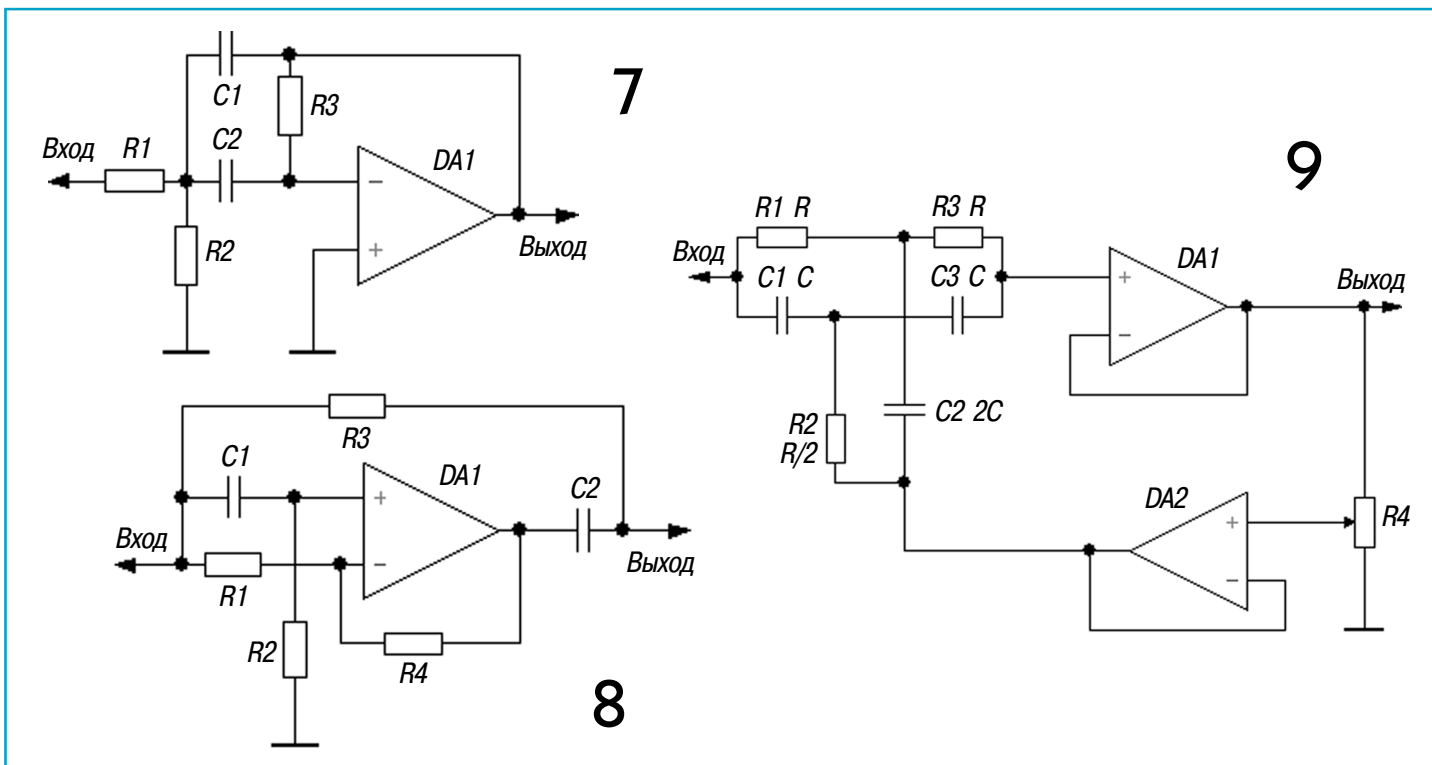 7
C1
R3
C2
Вход
R1
DA1
−
+
R2
Выход
8
R3
C1
DA1
C2
+
−
Вход
R1
Выход
R2
R4
9
R1 R
R3 R
Вход
C1 C
C3 C
DA1
+
−
Выход
R2
R/2
C2 2C
DA2
+
−
R4